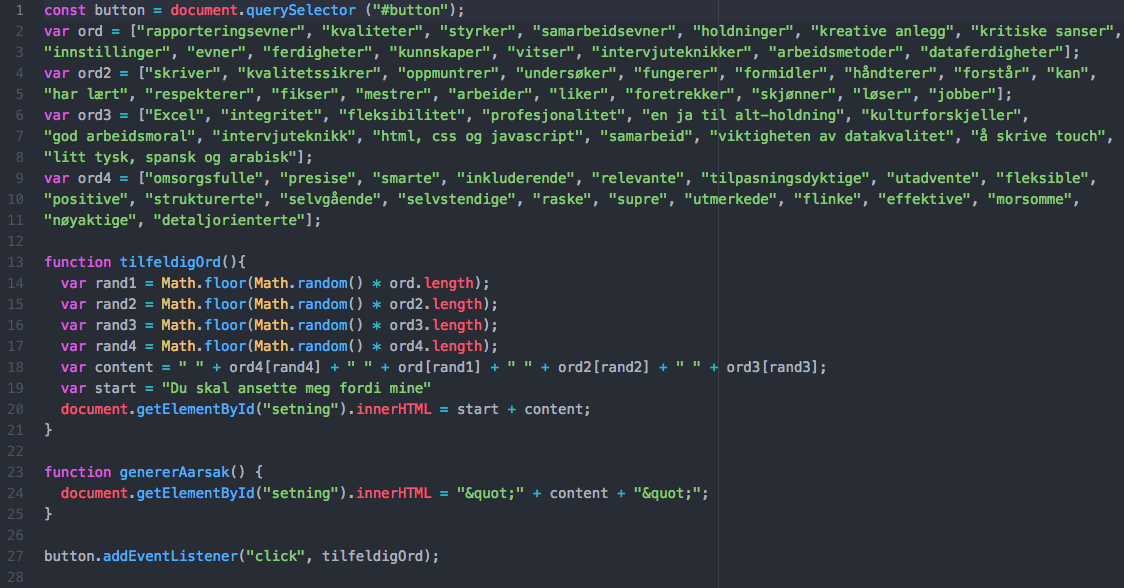 1 const button = document.querySelector ("#button");
2 var ord = ["rapporteringsevner", "kvaliteter", "styrker", "samarbeidsevner", "holdninger", "kreative anlegg", "kritiske sanser",
3 "innstillinger", "evner", "ferdigheter", "kunnskaper", "vitser", "intervjuteknikker", "arbeidsmetoder", "dataferdigheter"];
4 var ord2 = ["skriver", "kvalitetssikrer", "oppmuntrer", "undersøker", "fungerer", "formidler", "håndterer", "forstår", "kan",
5 "har lært", "respekterer", "fikser", "mestrer", "arbeider", "liker", "foretrekker", "skjønner", "løser", "jobber"];
6 var ord3 = ["Excel", "integritet", "fleksibilitet", "profesjonalitet", "en ja til alt-holdning", "kulturforskjeller",
7 "god arbeidsmoral", "intervjuteknikk", "html, css og javascript", "samarbeid", "viktigheten av datakvalitet", "å skrive touch",
8 "litt tysk, spansk og arabisk"];
9 var ord4 = ["omsorgsfulle", "presise", "smarte", "inkluderende", "relevante", "tilpasningsdyktige", "utadvente", "fleksible",
10 "positive", "strukturerte", "selvgående", "selvstendige", "raske", "supre", "utmerkede", "flinke", "effektive", "morsomme",
11 "nøyaktige", "detaljorienterte"];
12
13 function tilfeldigOrd(){
14 var rand1 = Math.floor(Math.random() * ord.length);
15 var rand2 = Math.floor(Math.random() * ord2.length);
16 var rand3 = Math.floor(Math.random() * ord3.length);
17 var rand4 = Math.floor(Math.random() * ord4.length);
18 var content = " " + ord4[rand4] + " " + ord[rand1] + " " + ord2[rand2] + " " + ord3[rand3];
19 var start = "Du skal ansette meg fordi mine"
20 document.getElementById("setning").innerHTML = start + content;
21 }
22
23 function genererAarsak() {
24 document.getElementById("setning").innerHTML = "&quot;" + content + "&quot;";
25 }
26
27 button.addEventListener("click", tilfeldigOrd);
28